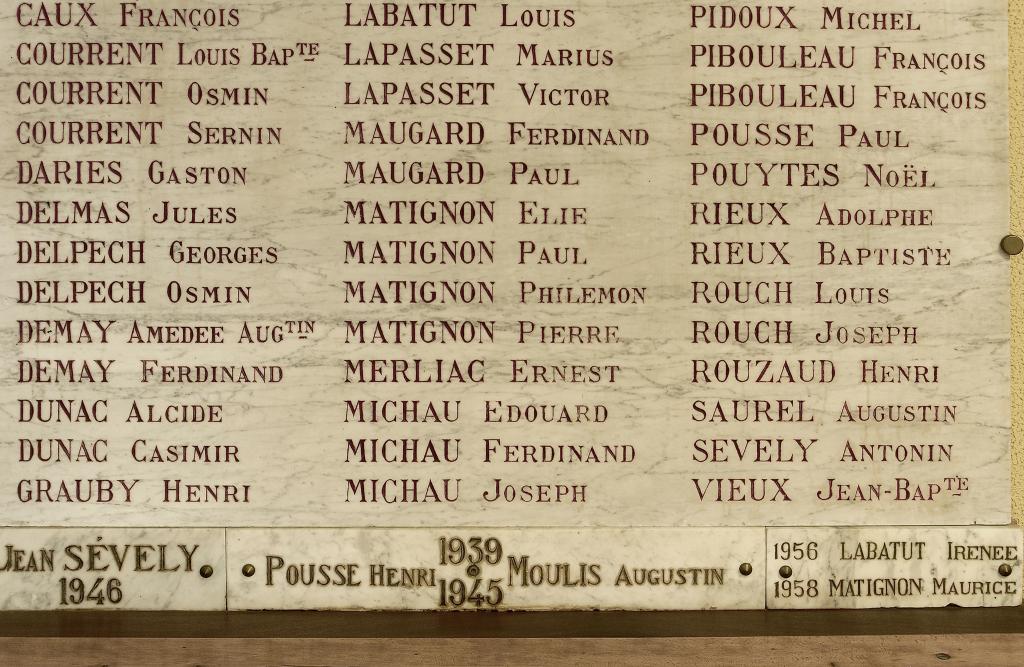 CAUX FRANÇOIS
COURRENT LOUIS BAPTE
COURRENT OSMIN
COURRENT SERNIN
DARIES GASTON
DELMAS JULES
DELPECH GEORGES
DELPECH OSMIN
DEMAY AMEDEE AUGTIN
DEMAY FERDINAND
DUNAC ALCIDE
DUNAC CASIMIR
GRAUBY HENRI
LABATUT LOUIS
LAPASSET MARIUS
LAPASSET VICTOR
MAUGARD FERDINAND
MAUGARD PAUL
MATIGNON ELIE
MATIGNON PAUL
MATIGNON PHILEMON
MATIGNON PIERRE
MERLIAC ERNEST
MICHAU EDOUARD
MICHAU FERDINAND
MICHAU JOSEPH
PIDOUX MICHEL
PIBOULEAU FRANÇOIS
PIBOULEAU FRANÇOIS
POUSSE PAUL
POUYTES NOËL
RIEUX ADOLPHE
RIEUX BAPTISTE
ROUCH LOUIS
ROUCH JOSEPH
ROUZAUD HENRI
SAUREL AUGUSTIN
SEVELY ANTONIN
VIEUX JEAN-BAPTE
JEAN SÉVELY
1946
1939
POUSSE HENRI MOULIS AUGUSTIN
1945
1956 LABATUT IRENEE
1958 MATIGNON MAURICE